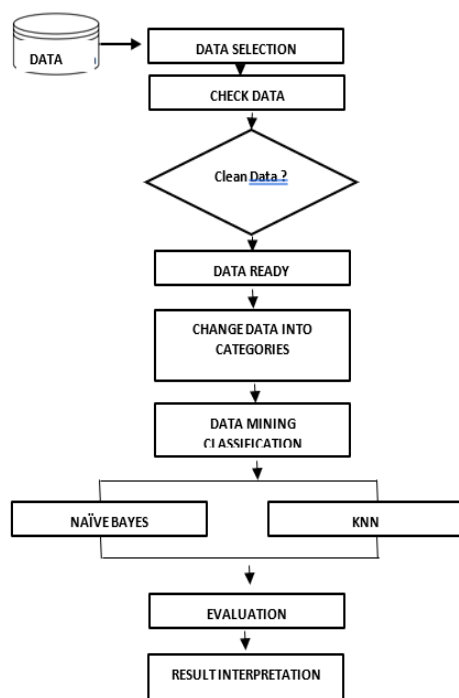 DATA
DATA SELECTION
CHECK DATA
Clean Data ?
DATA READY
CHANGE DATA INTO
CATEGORIES
DATA MINING
CLASSIFICATION
NAÏVE BAYES
KNN
EVALUATION
RESULT INTERPRETATION